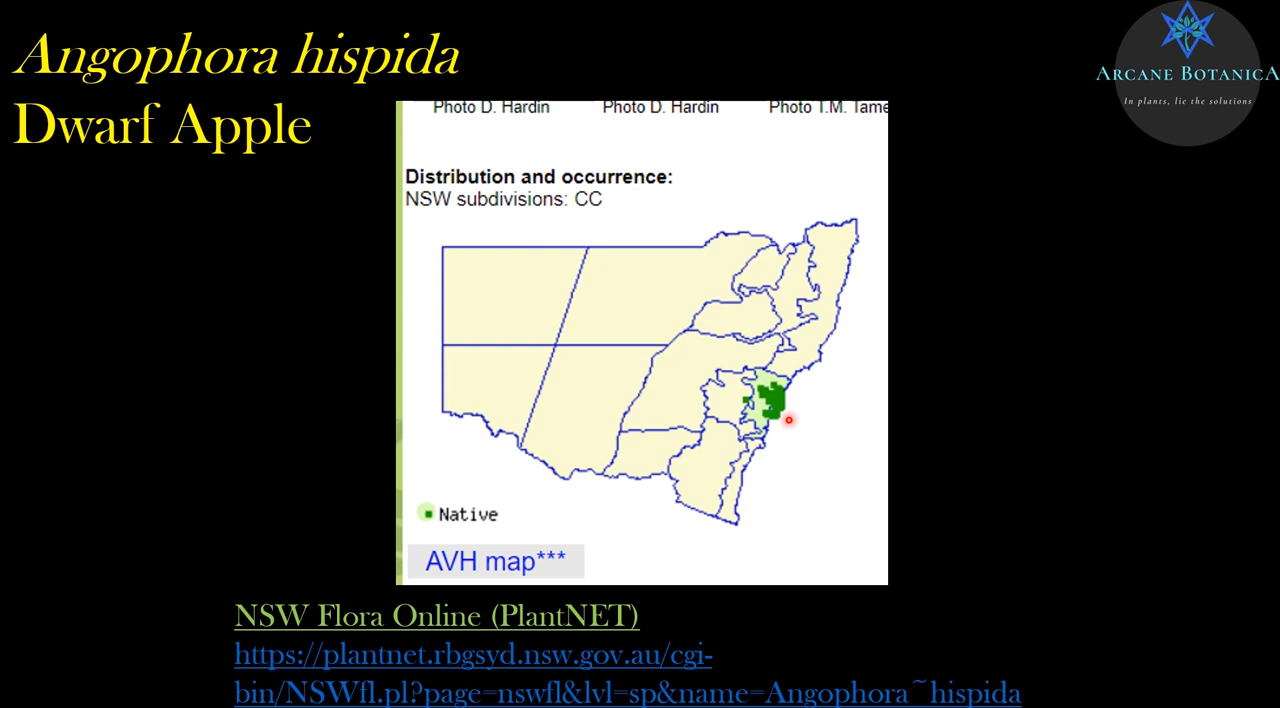 Angophora hispida
Dwarf Apple
ARCANE BOTANICA
In plants, lie the solutions
Photo D. Hardin Photo D. Hardin Photo T.M. Tame
Distribution and occurrence:
NSW subdivisions: CC
Native
AVH map***
NSW Flora Online (PlantNET)
https://plantnet.rbgsyd.nsw.gov.au/cgi-
bin/NSWfl.pl?page=nswfl&lvl=sp&name=Angophora~hispida